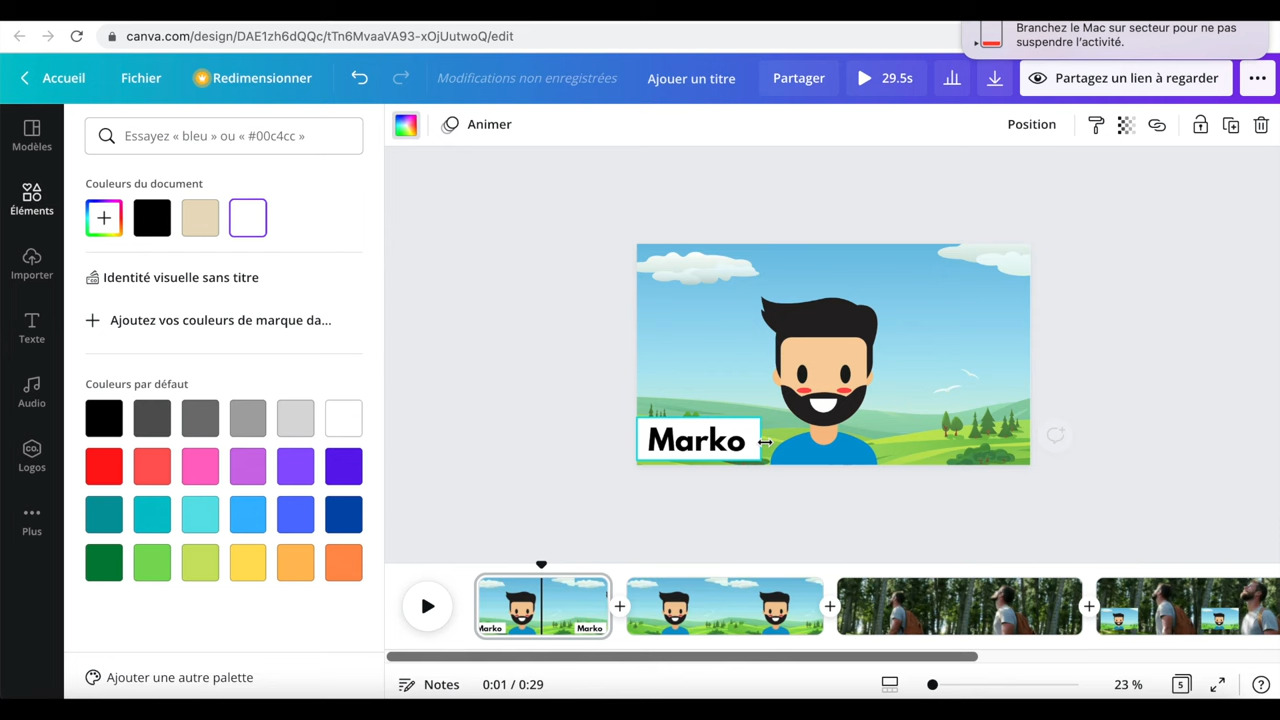 canva.com/design/DAE1zh6dQQc/tTn6MvaaVA93-xOjUutwoQ/edit
Branchez le Mac sur secteur pour ne pas
suspendre l'activité.
Accueil
Fichier
Redimensionner
Modifications non enregistrées
Ajouter un titre
Partager
29.5s
Partagez un lien à regarder
Modèles
Éléments
Importer
Texte
Audio
Logos
Plus
Essayez « bleu » ou « #00c4cc »
Couleurs du document
Identité visuelle sans titre
Ajoutez vos couleurs de marque da...
Couleurs par défaut
Ajouter une autre palette
Animer
Position
Marko
Marko
Marko
Notes
0:01 / 0:29
23 %
5